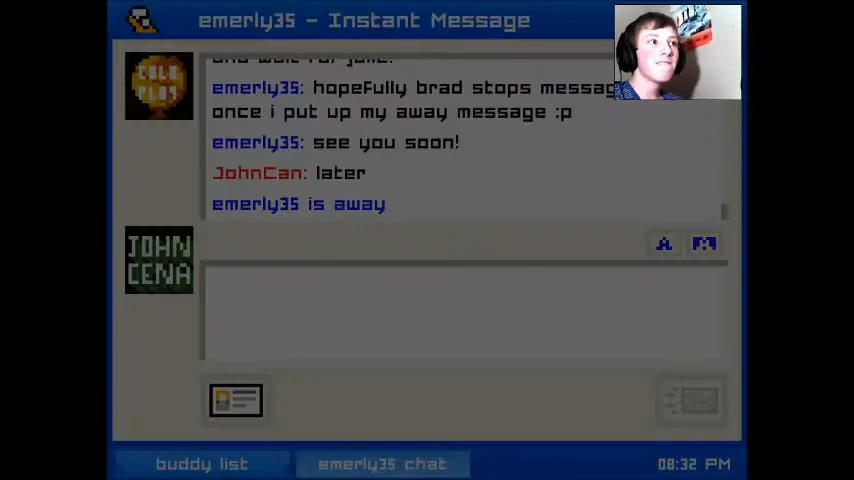 emerly35 - Instant Message
COLD
PLAY
emerly35: hopefully brad stops
once i put up my away message :p
emerly35: see you soon!
JohnCan: later
emerly35 is away
JOHN
CENA
A
buddy list
emerly35 chat
08:32 PM